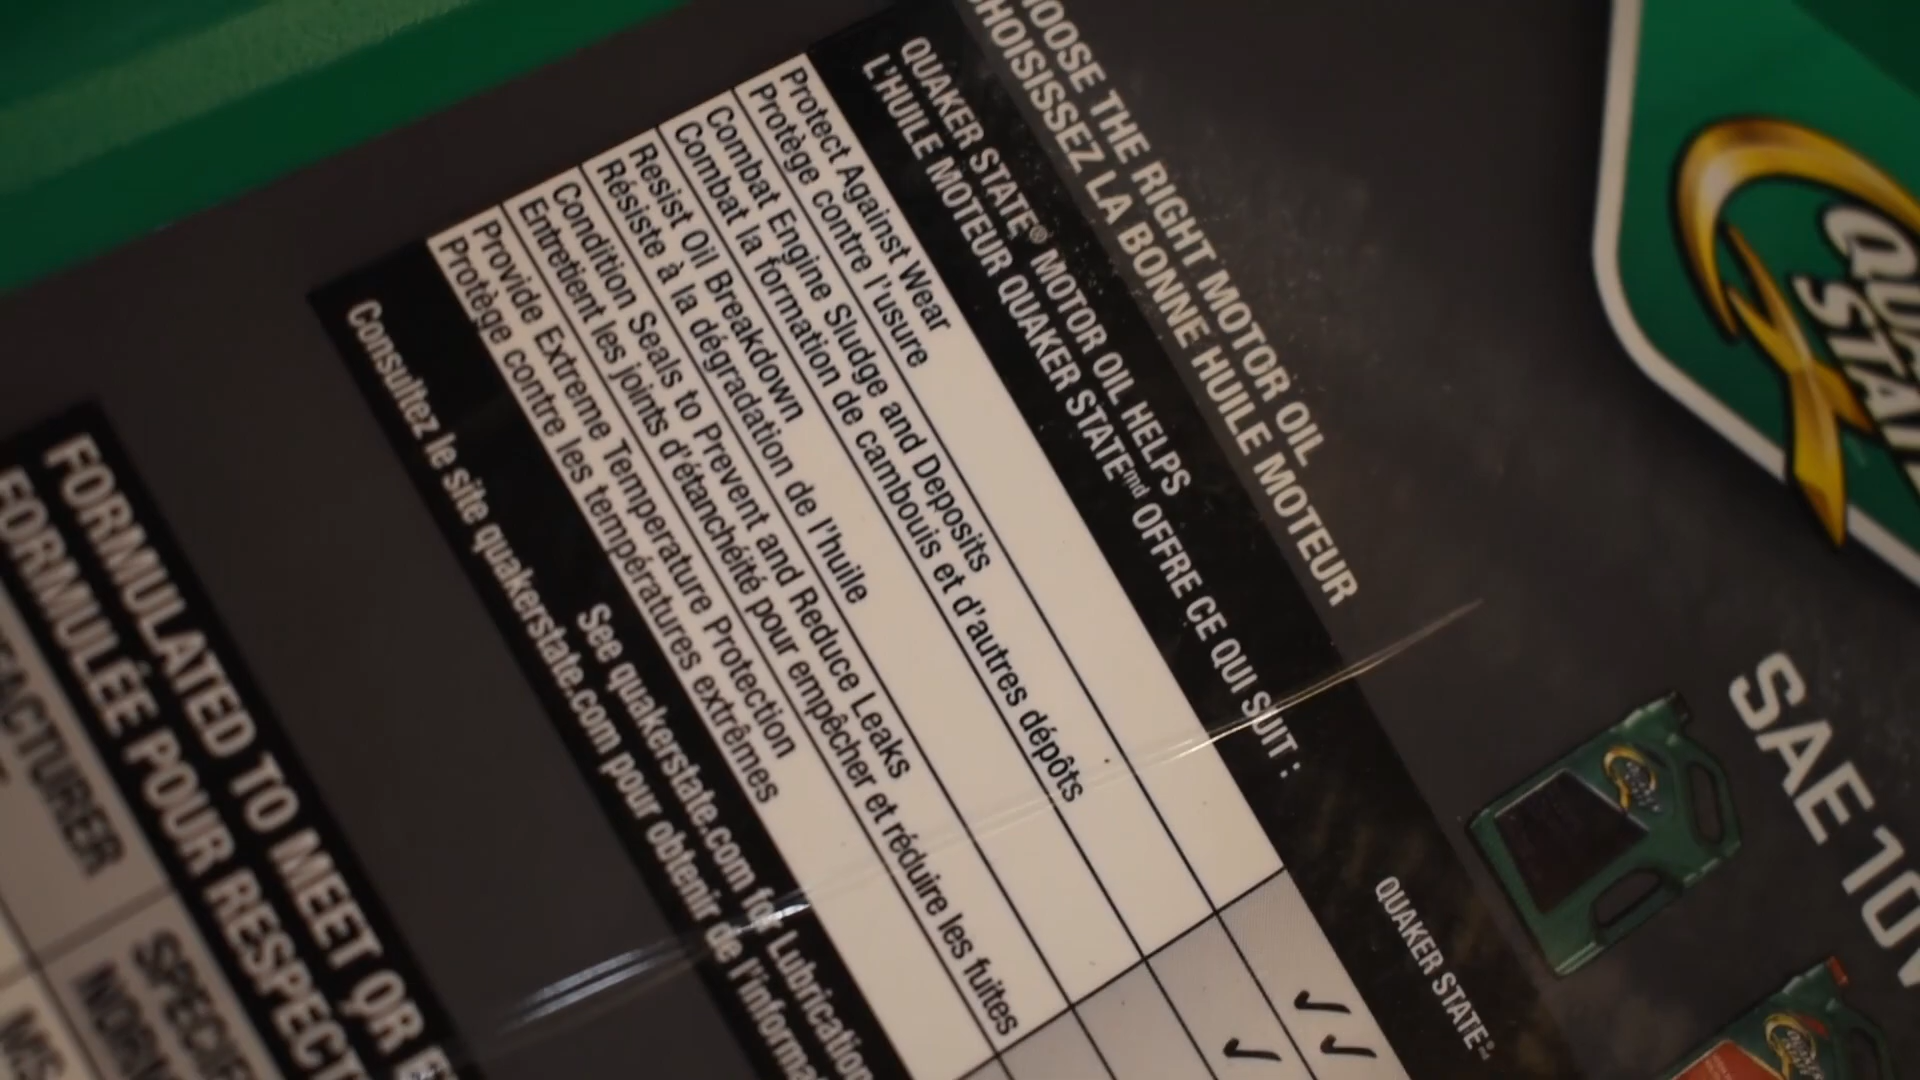 CHOISISSEZ LA BONNE HUILE MOTEUR
THE RIGHT MOTOR OIL
QUAKER STATE® MOTOR OIL HELPS
L'HUILE MOTEUR QUAKER STATEmd OFFRE CE QUI SUIT :
Protect Against Wear
Protège contre l'usure
Combat Engine Sludge and Deposits
Combat la formation de cambouis et d'autres dépôts
Resist Oil Breakdown
Résiste à la dégradation de l'huile
Condition Seals to Prevent and Reduce Leaks
Entretient les joints d'étanchéité pour empêcher et réduire les fuites
Provide Extreme Temperature Protection
Protège contre les températures extrêmes
See quakerstate.com for Lubrication
Consultez le site quakerstate.com pour obtenir de
FORMULATED TO MEET OR
FORMULÉE POUR
QUAKER STATE
SAE